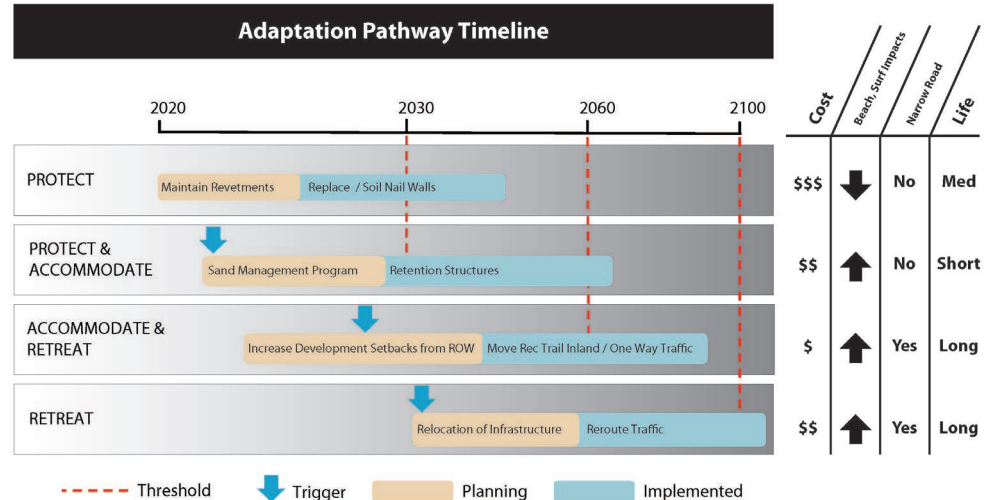 Adaptation Pathway Timeline
Cost
Beach, Surf Impacts
Narrow Road
Life
2020 2030 2060 2100
PROTECT
Maintain Revetments Replace / Soil Nail Walls
$$$ No Med
PROTECT &
ACCOMMODATE
Sand Management Program Retention Structures
$$ No Short
ACCOMMODATE &
RETREAT
Increase Development Setbacks from ROW Move Rec Trail Inland / One Way Traffic
$ Yes Long
RETREAT
Relocation of Infrastructure Reroute Traffic
$$ Yes Long
Threshold Trigger Planning Implemented